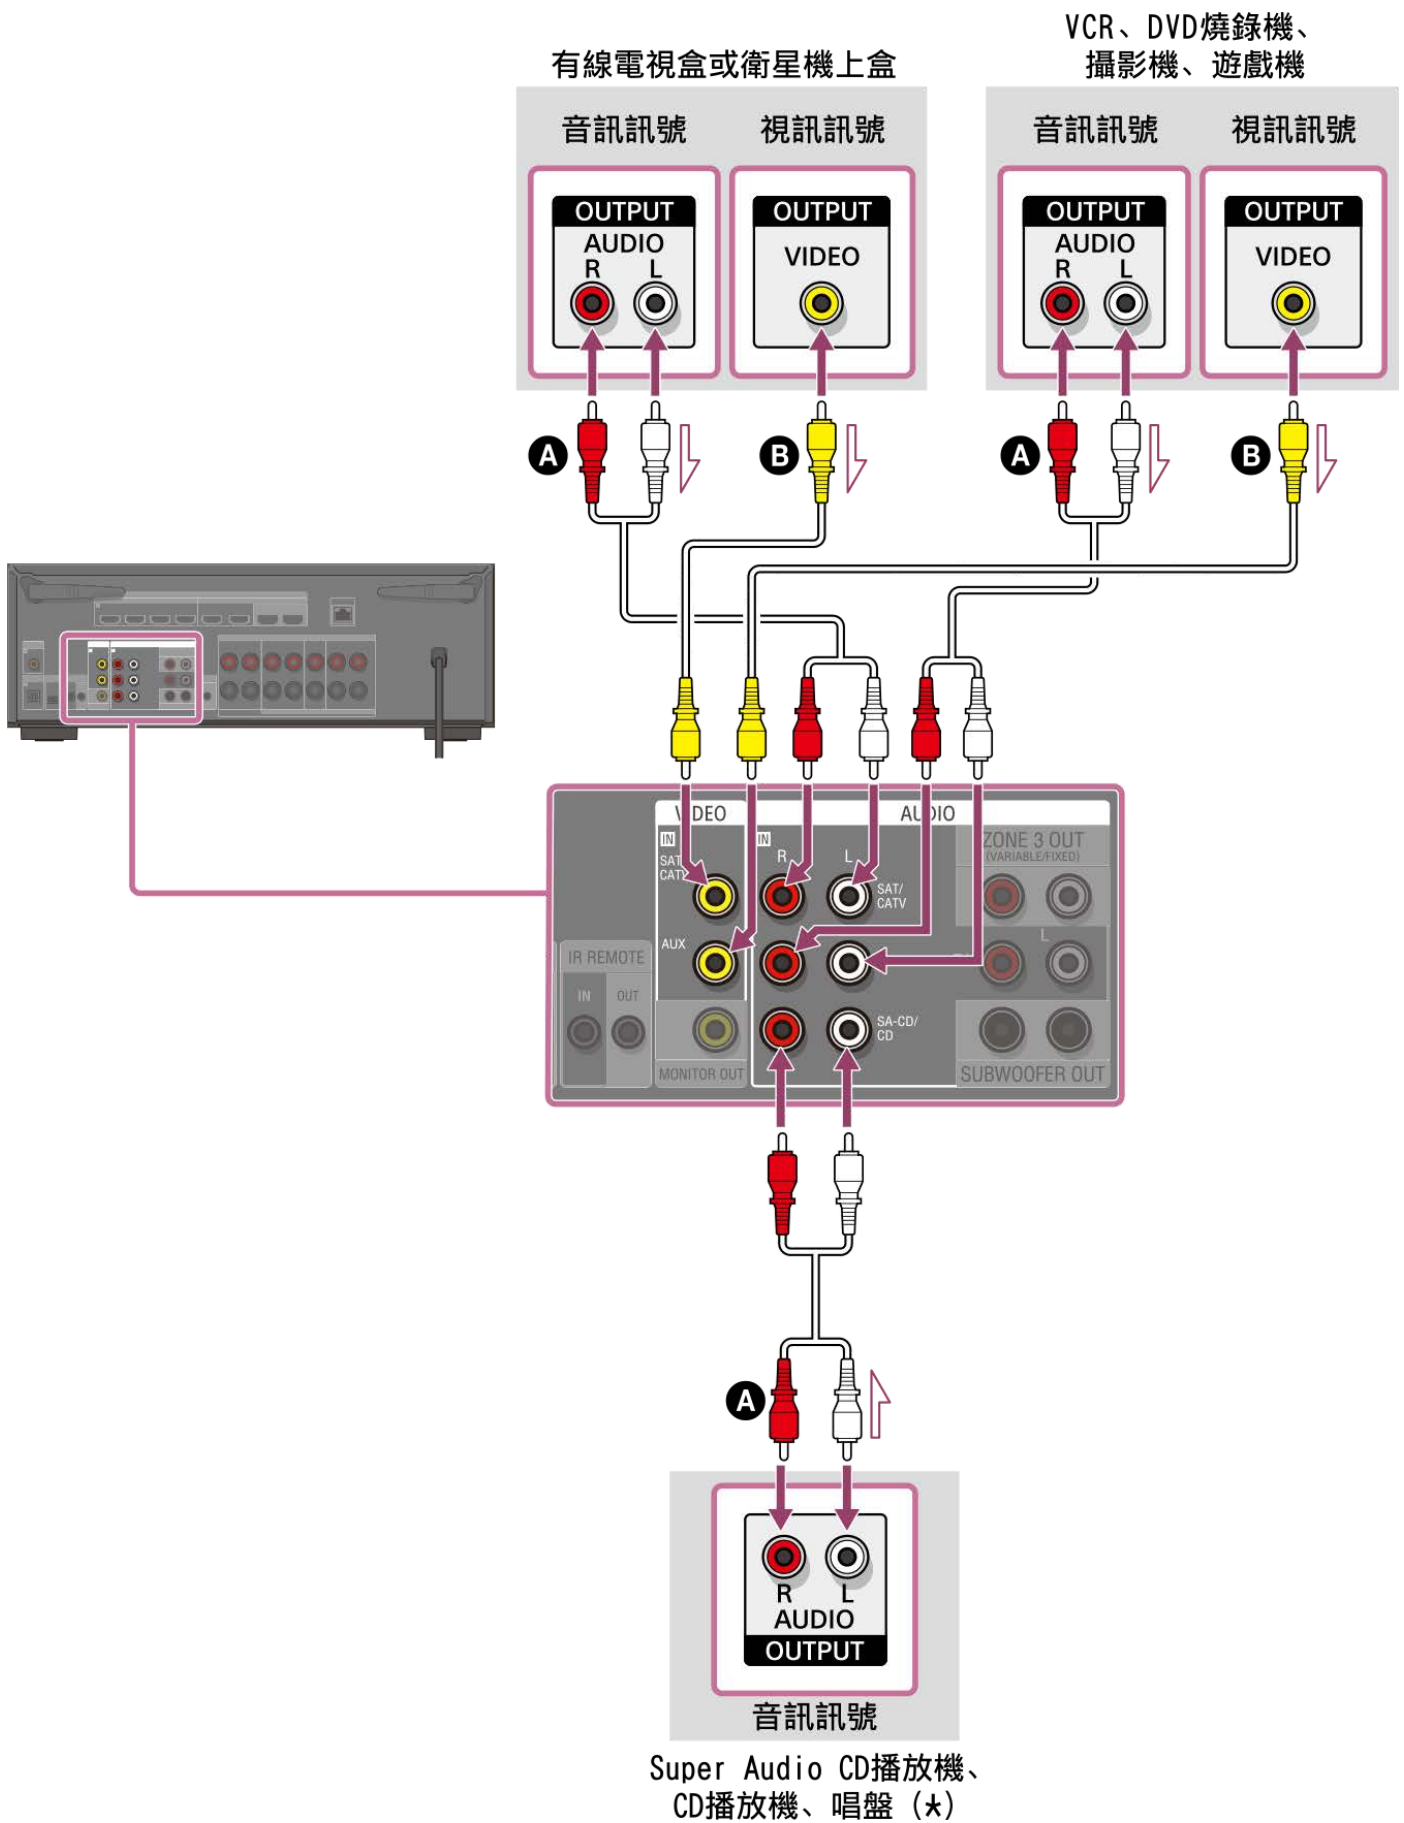 VCR、DVD燒錄機、
攝影機、遊戲機
有線電視盒或衛星機上盒
音訊訊號
視訊訊號
音訊訊號
視訊訊號
OUTPUT
AUDIO
R L
OUTPUT
VIDEO
OUTPUT
AUDIO
R L
OUTPUT
VIDEO
A
B
A
B
VIDEO
AUDIO
IN
IN
R L
ZONE 3 OUT
(VARIABLE/FIXED)
SAT/
CATV
SAT/
CATV
AUX
L
IR REMOTE
IN OUT
SA-CD/
CD
MONITOR OUT
SUBWOOFER OUT
A
R L
AUDIO
OUTPUT
音訊訊號
Super Audio CD播放機、
CD播放機、唱盤 (★)